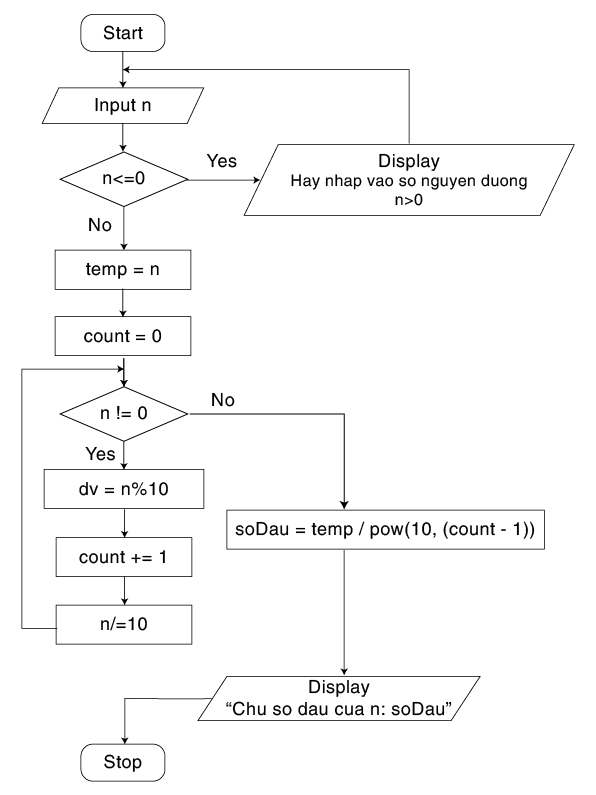 Start
Input n
n<=0
Yes
Display
Hay nhap vao so nguyen duong
n>0
No
temp = n
count = 0
n != 0
No
Yes
dv = n%10
count += 1
n/=10
soDau = temp / pow(10, (count - 1))
Display
“Chu so dau cua n: soDau”
Stop